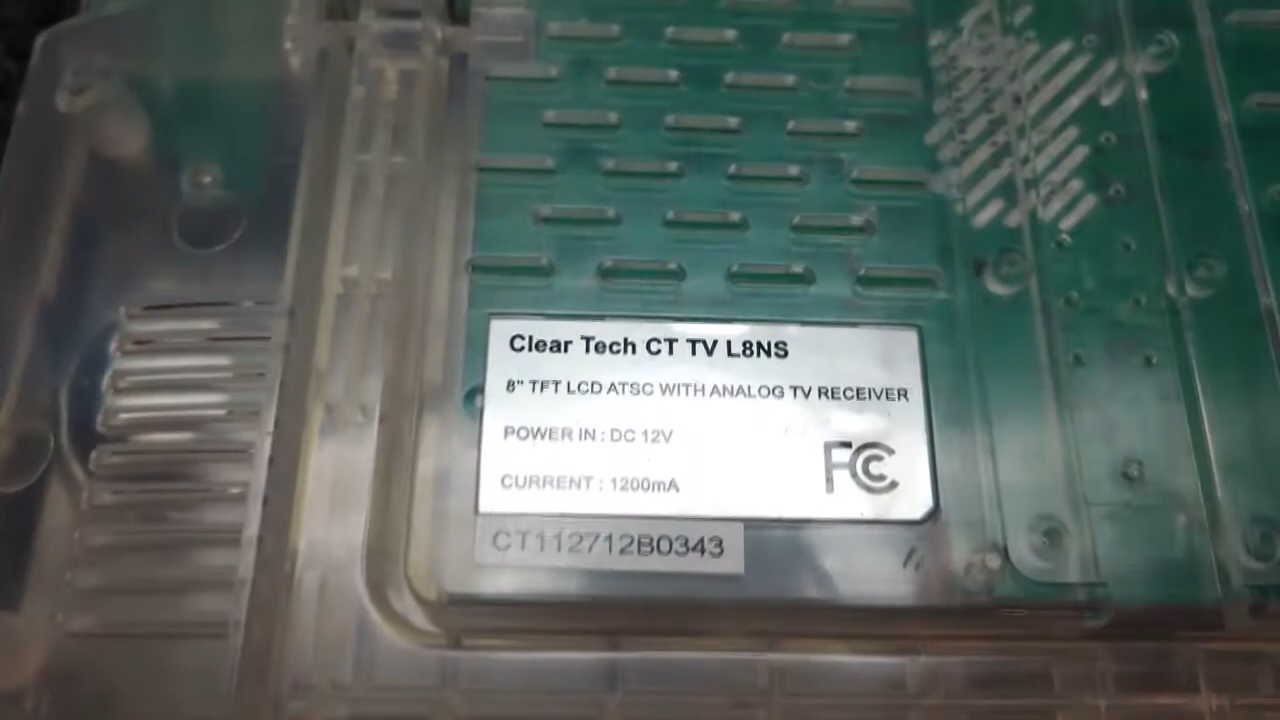 Clear Tech CT TV L8NS
8" TFT LCD ATSC WITH ANALOG TV RECEIVER
POWER IN : DC 12V
CURRENT : 1200mA
FC
CT112712B0343